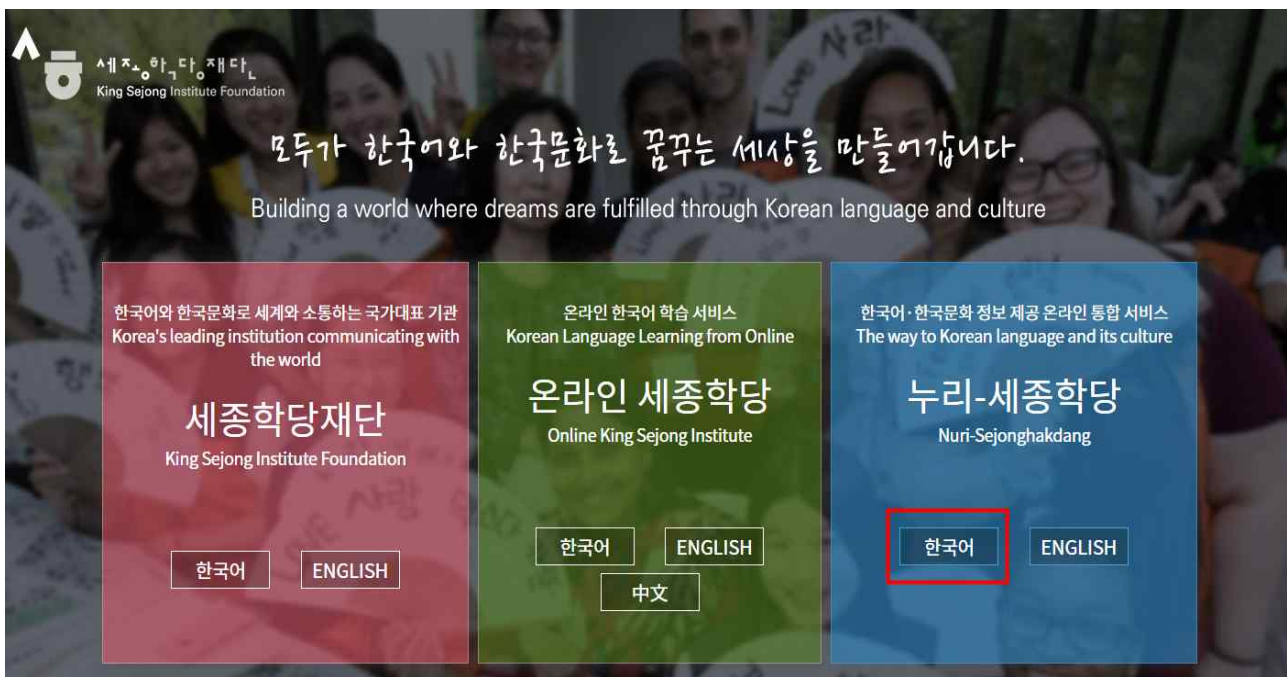 세종학당재단
King Sejong Institute Foundation
모두가 한국어와 한국문화로 꿈꾸는 세상을 만들어갑니다.
Building a world where dreams are fulfilled through Korean language and culture
한국어와 한국문화로 세계와 소통하는 국가대표 기관
Korea's leading institution communicating with
the world
세종학당재단
King Sejong Institute Foundation
한국어
ENGLISH
온라인 한국어 학습 서비스
Korean Language Learning from Online
온라인 세종학당
Online King Sejong Institute
한국어
ENGLISH
中文
한국어·한국문화 정보 제공 온라인 통합 서비스
The way to Korean language and its culture
누리-세종학당
Nuri-Sejonghakdang
한국어
ENGLISH
Love 사랑